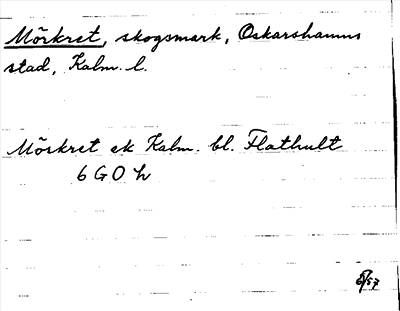 Mörkret, skogsmark, Oskarshamns
stad, Kalm. l.
Mörkret ek Kalm. bl. Flathult
6 G 0 h